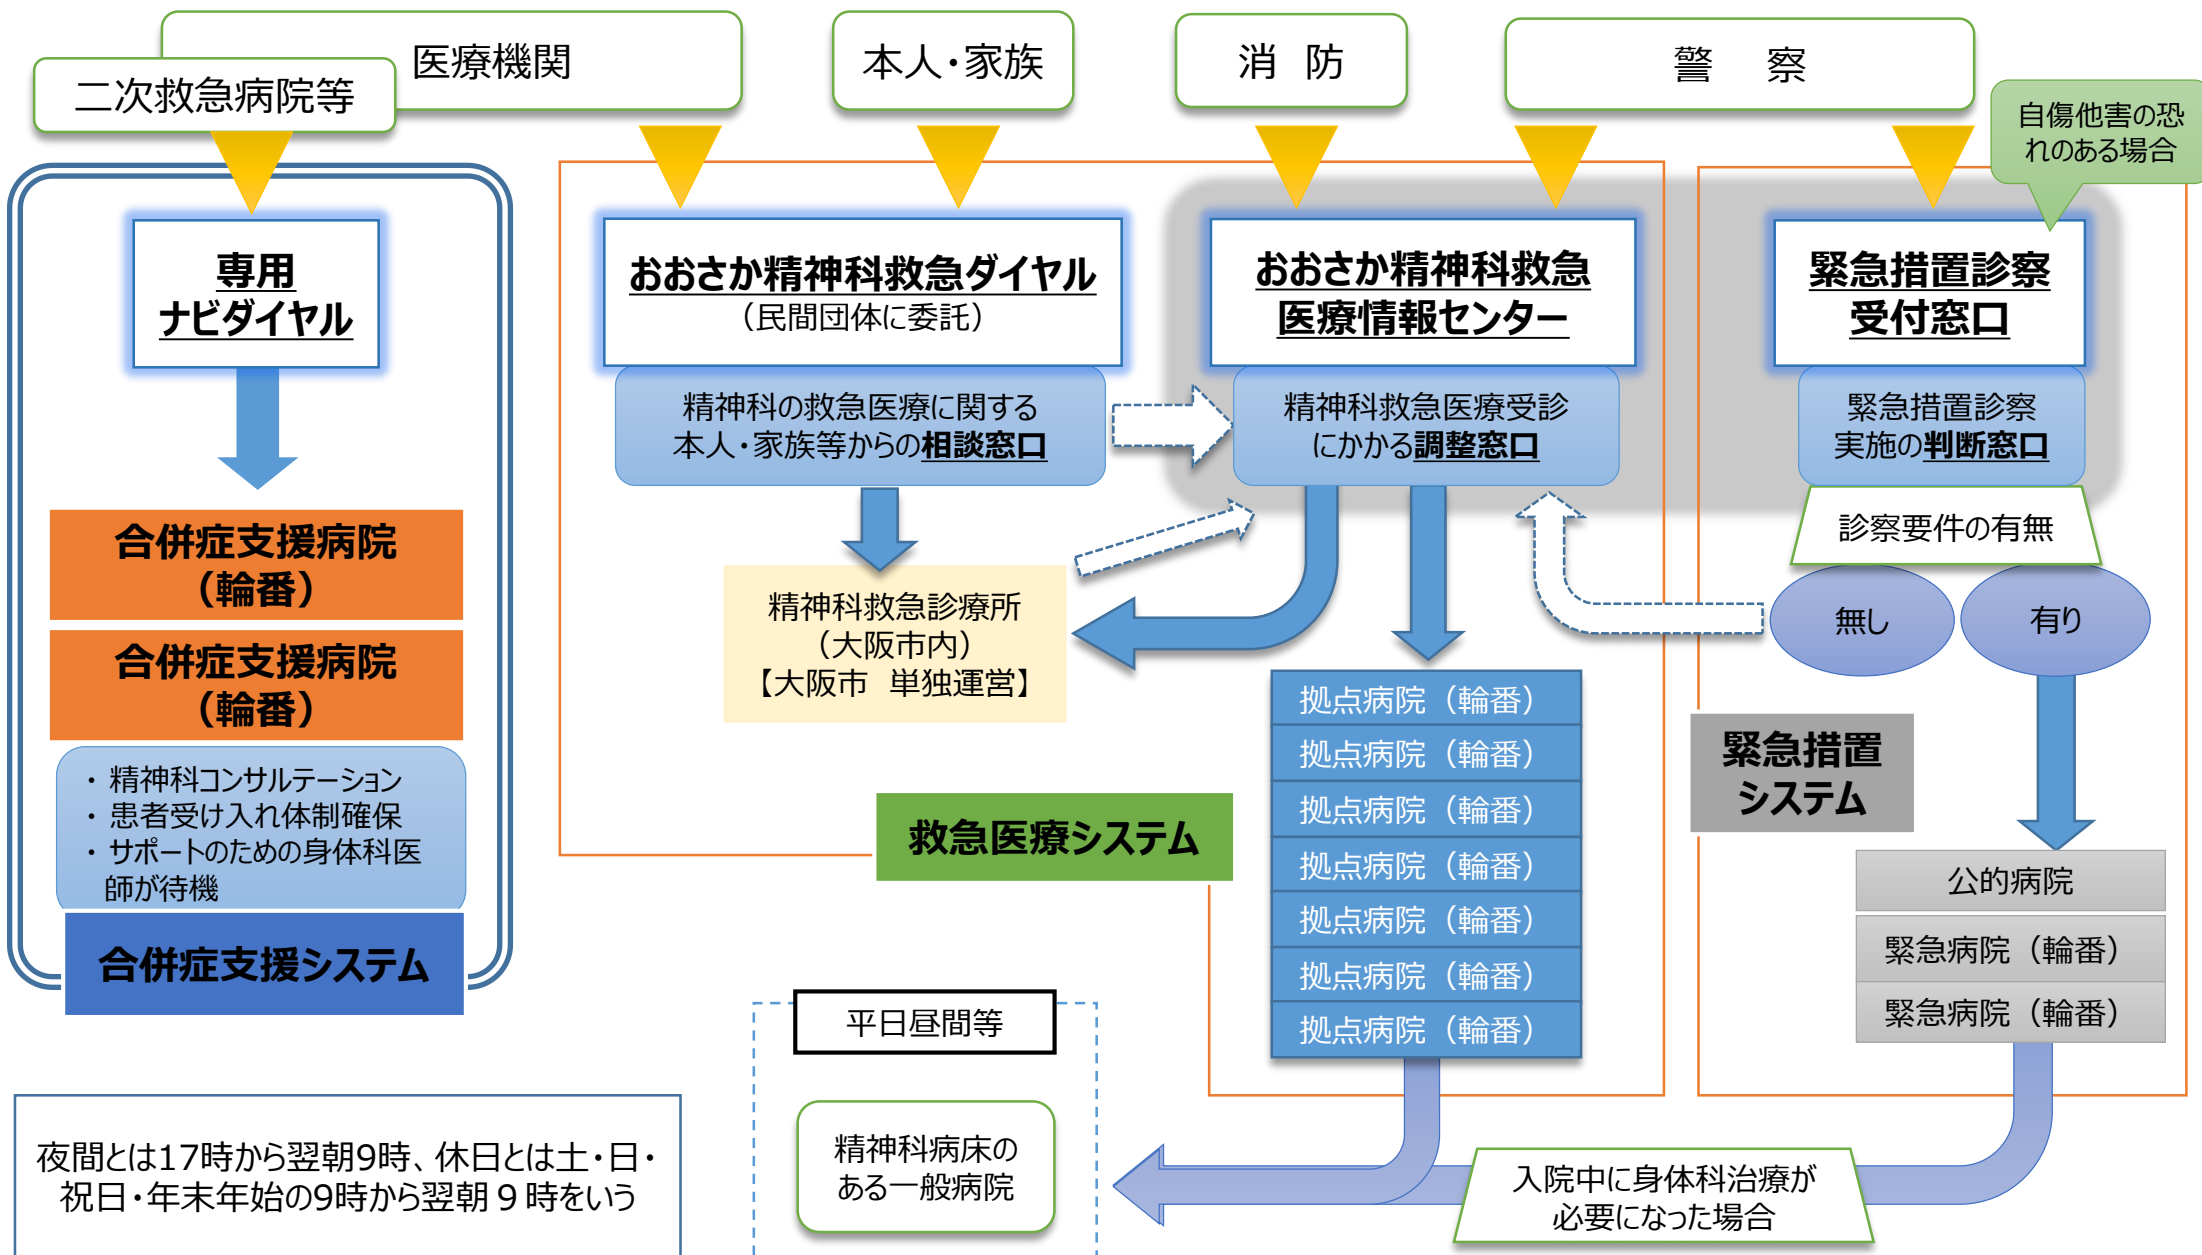 医療機関
二次救急病院等
本人・家族
消 防
警 察
自傷他害の恐
れのある場合
専用
ナビダイヤル
おおさか精神科救急ダイヤル
（民間団体に委託）
おおさか精神科救急
医療情報センター
緊急措置診察
受付窓口
精神科の救急医療に関する
本人・家族等からの相談窓口
精神科救急医療受診
にかかる調整窓口
緊急措置診察
実施の判断窓口
診察要件の有無
無し
有り
合併症支援病院
（輪番）
合併症支援病院
（輪番）
・ 精神科コンサルテーション
・ 患者受け入れ体制確保
・ サポートのための身体科医
師が待機
合併症支援システム
精神科救急診療所
（大阪市内）
【大阪市 単独運営】
救急医療システム
拠点病院（輪番）
拠点病院（輪番）
拠点病院（輪番）
拠点病院（輪番）
拠点病院（輪番）
拠点病院（輪番）
拠点病院（輪番）
緊急措置
システム
公的病院
緊急病院（輪番）
緊急病院（輪番）
平日昼間等
精神科病床の
ある一般病院
入院中に身体科治療が
必要になった場合
夜間とは17時から翌朝9時、休日とは土・日・
祝日・年末年始の9時から翌朝９時をいう